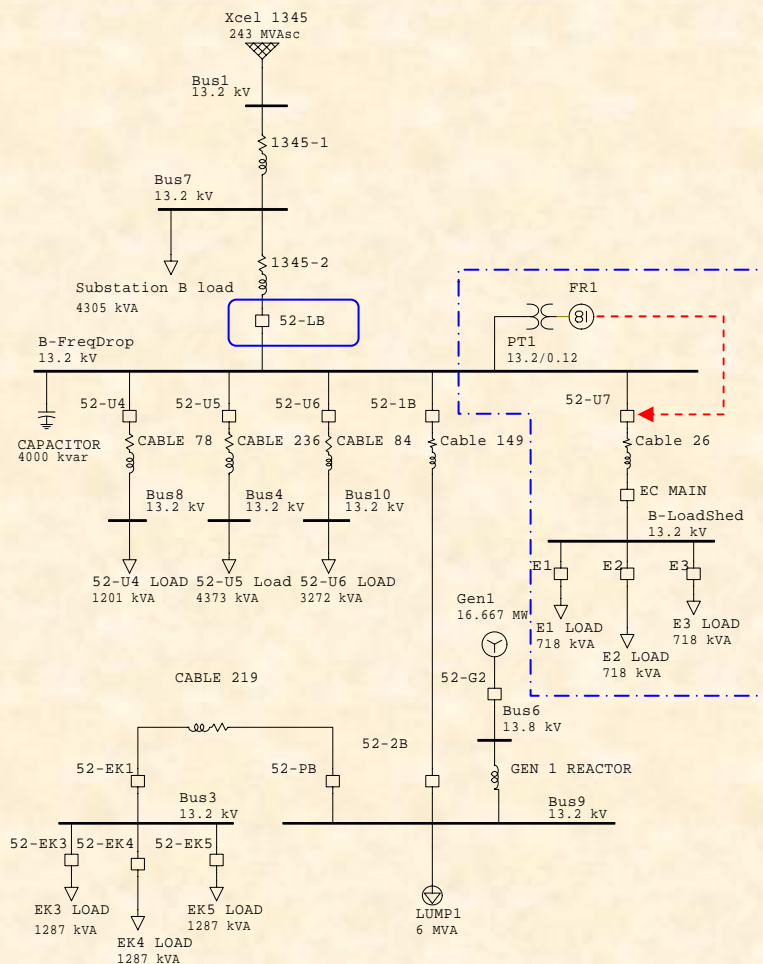 Xcel 1345
243 MVAsc
Bus1
13.2 kV
1345-1
Bus7
13.2 kV
1345-2
Substation B load
4305 kVA
52-LB
FR1
81
PT1
13.2/0.12
B-FreqDrop
13.2 kV
52-U4
52-U5
52-U6
52-1B
52-U7
CAPACITOR
4000 kvar
CABLE 78
CABLE 236
CABLE 84
Cable 149
Cable 26
EC MAIN
Bus8
13.2 kV
Bus4
13.2 kV
Bus10
13.2 kV
B-LoadShed
13.2 kV
52-U4 LOAD
1201 kVA
52-U5 Load
4373 kVA
52-U6 LOAD
3272 kVA
E1
E2
E3
E1 LOAD
718 kVA
E2 LOAD
718 kVA
E3 LOAD
718 kVA
Gen1
16.667 MW
52-G2
CABLE 219
Bus6
13.8 kV
52-2B
52-EK1
52-PB
GEN 1 REACTOR
Bus3
13.2 kV
Bus9
13.2 kV
52-EK3
52-EK4
52-EK5
EK3 LOAD
1287 kVA
EK4 LOAD
1287 kVA
EK5 LOAD
1287 kVA
LUMP1
6 MVA